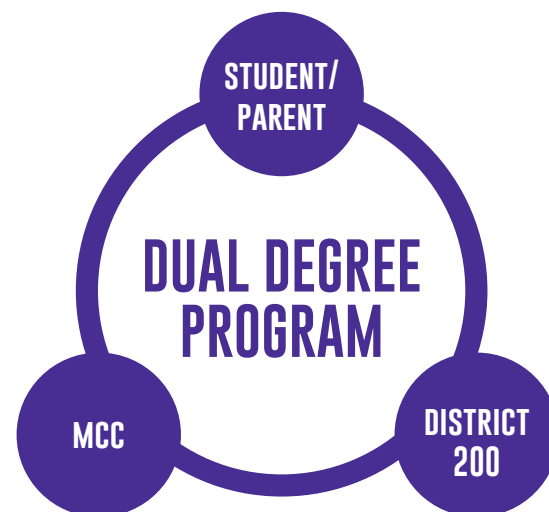 STUDENT/
PARENT
DUAL DEGREE
PROGRAM
MCC
DISTRICT
200